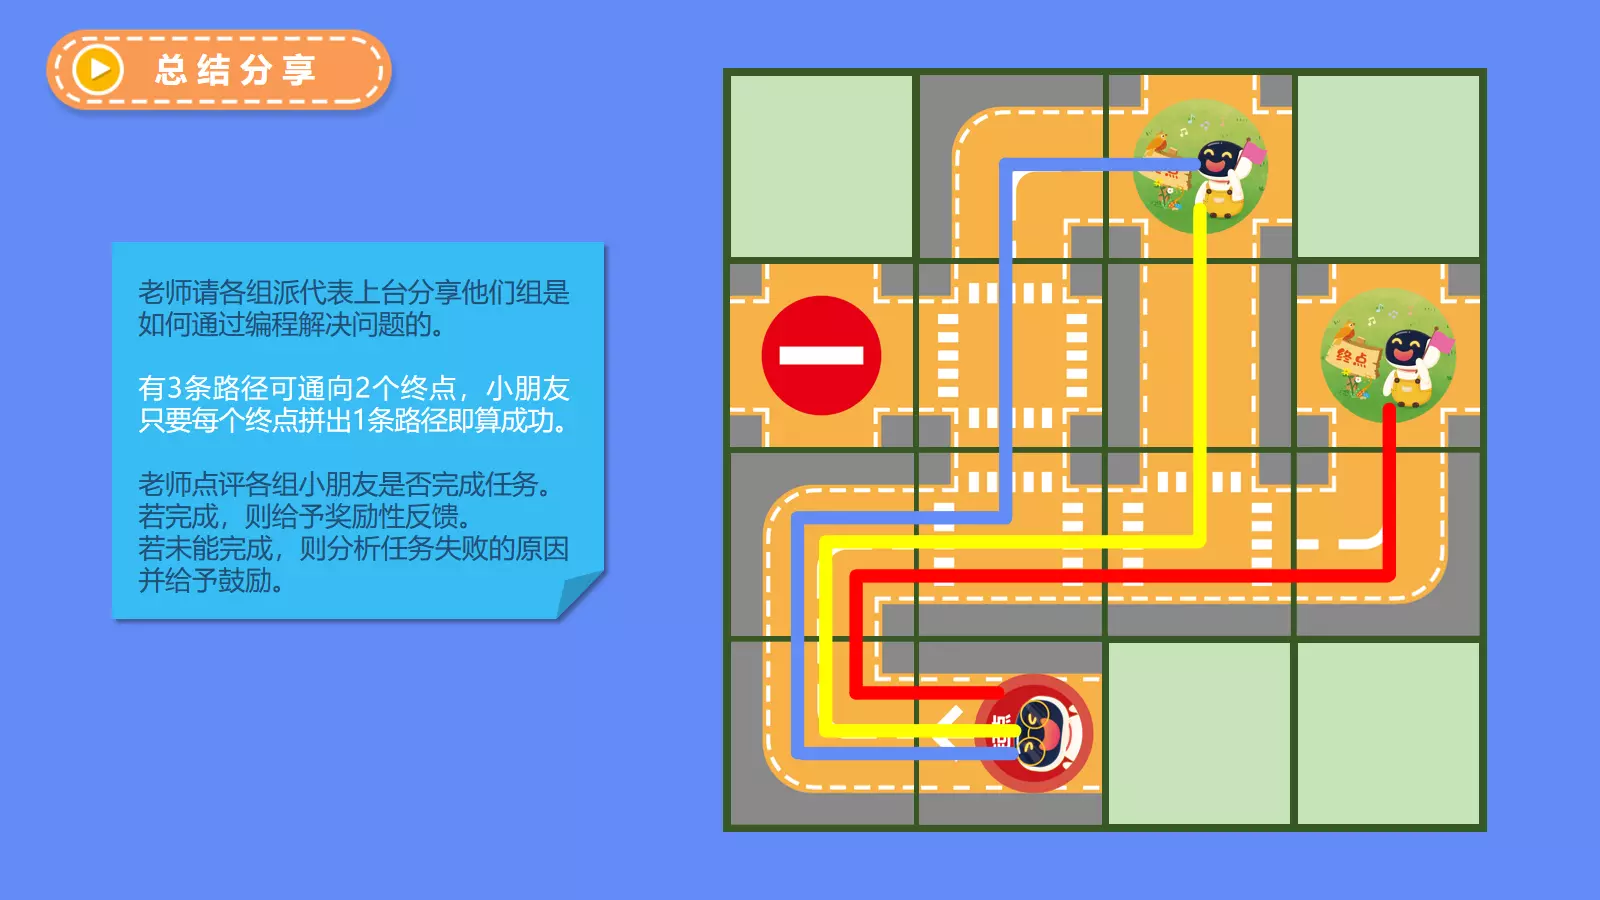 总结分享
老师请各组派代表上台分享他们组是
如何通过编程解决问题的。
有3条路径可通向2个终点，小朋友
只要每个终点拼出1条路径即算成功。
老师点评各组小朋友是否完成任务。
若完成，则给予奖励性反馈。
若未能完成，则分析任务失败的原因
并给予鼓励。
终点